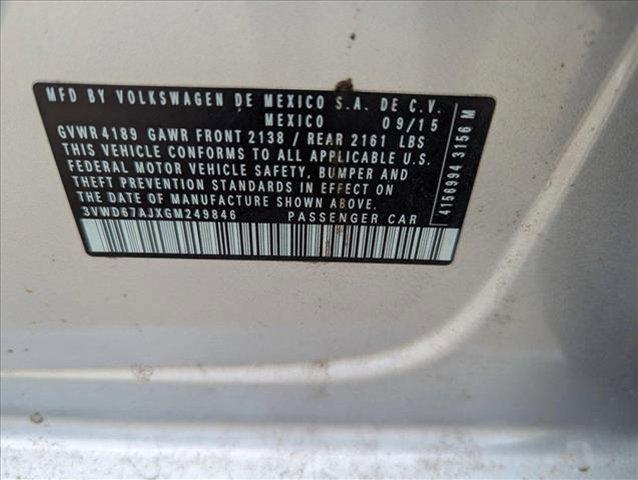 MFD BY VOLKSWAGEN DE MEXICO S.A. DE C.V.
MEXICO 09/15
GVWR 4189 GAWR FRONT 2138 / REAR 2161 LBS
THIS VEHICLE CONFORMS TO ALL APPLICABLE U.S.
FEDERAL MOTOR VEHICLE SAFETY, BUMPER AND
THEFT PREVENTION STANDARDS IN EFFECT ON
THE DATE OF MANUFACTURE SHOWN ABOVE.
3VWD67AJXGM249846 PASSENGER CAR
4156994 3156 M